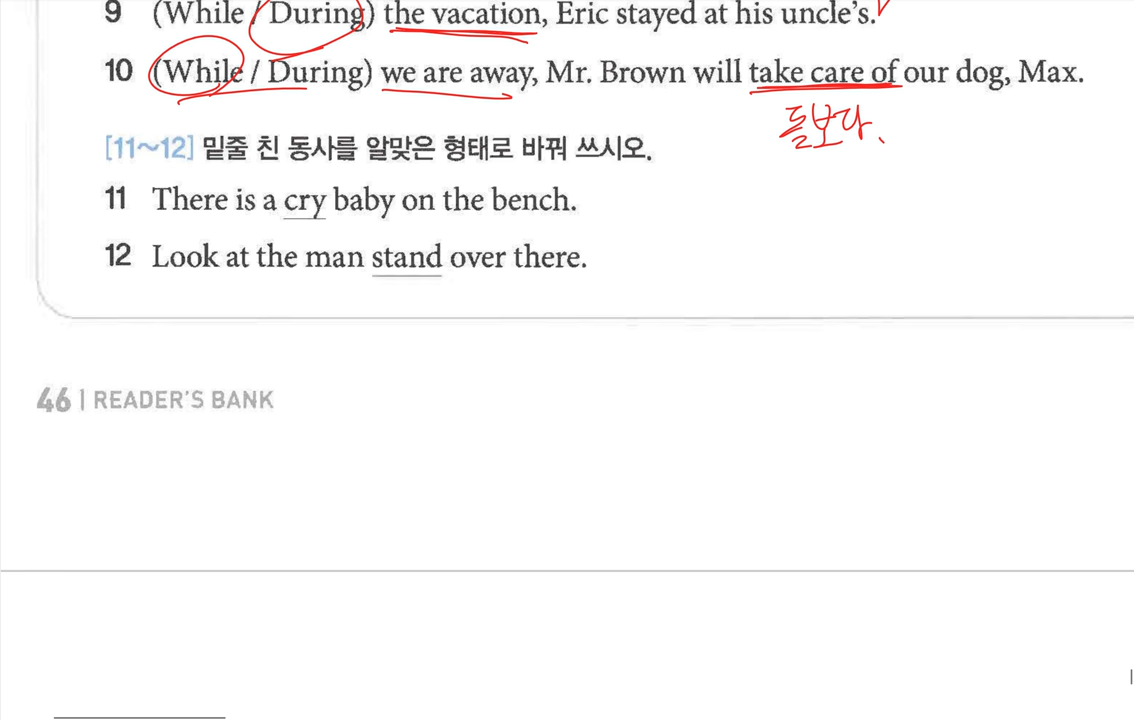 9 (While / During) the vacation, Eric stayed at his uncle's.
10 (While / During) we are away, Mr. Brown will take care of our dog, Max.
돌보다.
[11~12] 밑줄 친 동사를 알맞은 형태로 바꿔 쓰시오.
11 There is a cry baby on the bench.
12 Look at the man stand over there.
46 | READER'S BANK